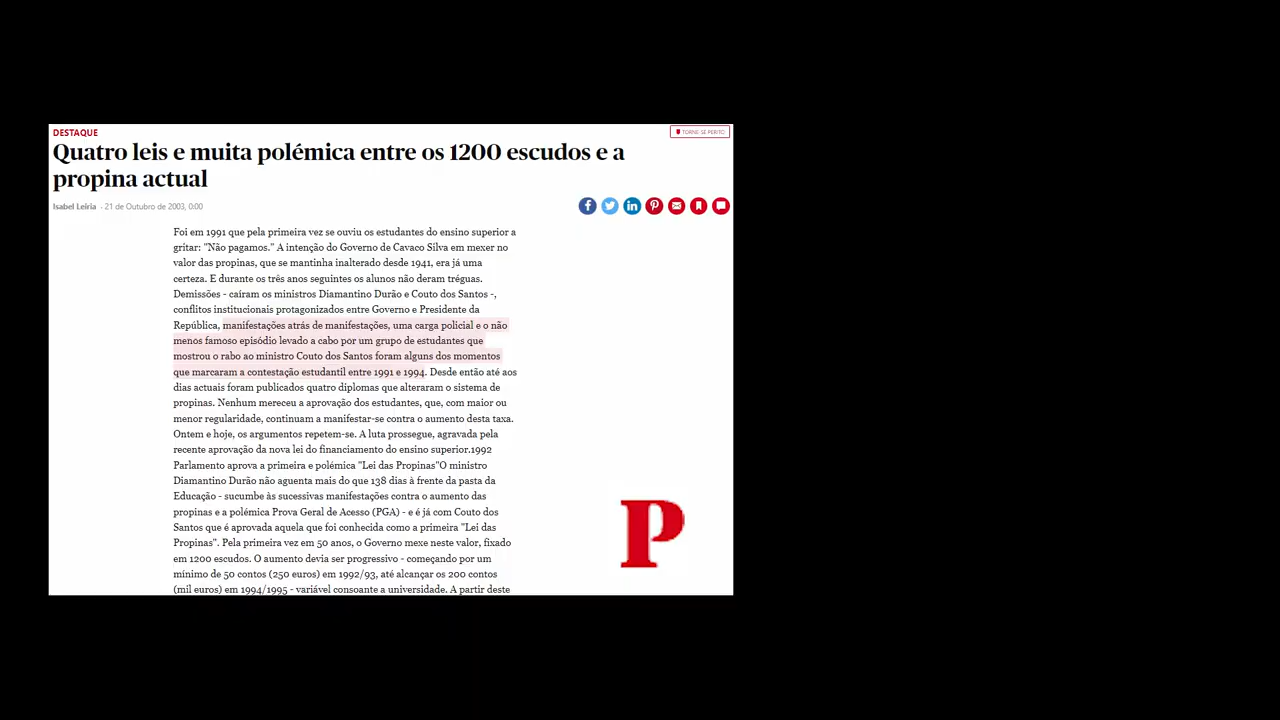 DESTAQUE
TORNE-SE PERITO
Quatro leis e muita polémica entre os 1200 escudos e a
propina actual
Isabel Leiria - 21 de Outubro de 2003, 0:00
Foi em 1991 que pela primeira vez se ouviu os estudantes do ensino superior a
gritar: "Não pagamos." A intenção do Governo de Cavaco Silva em mexer no
valor das propinas, que se mantinha inalterado desde 1941, era já uma
certeza. E durante os três anos seguintes os alunos não deram tréguas.
Demissões - caíram os ministros Diamantino Durão e Couto dos Santos -,
conflitos institucionais protagonizados entre Governo e Presidente da
República, manifestações atrás de manifestações, uma carga policial e o não
menos famoso episódio levado a cabo por um grupo de estudantes que
mostrou o rabo ao ministro Couto dos Santos foram alguns dos momentos
que marcaram a contestação estudantil entre 1991 e 1994. Desde então até aos
dias actuais foram publicados quatro diplomas que alteraram o sistema de
propinas. Nenhum mereceu a aprovação dos estudantes, que, com maior ou
menor regularidade, continuam a manifestar-se contra o aumento desta taxa.
Ontem e hoje, os argumentos repetem-se. A luta prossegue, agravada pela
recente aprovação da nova lei do financiamento do ensino superior.1992
Parlamento aprova a primeira e polémica "Lei das Propinas"O ministro
Diamantino Durão não aguenta mais do que 138 dias à frente da pasta da
Educação - sucumbe às sucessivas manifestações contra o aumento das
propinas e a polémica Prova Geral de Acesso (PGA) - e é já com Couto dos
Santos que é aprovada aquela que foi conhecida como a primeira "Lei das
Propinas". Pela primeira vez em 50 anos, o Governo mexe neste valor, fixado
em 1200 escudos. O aumento devia ser progressivo - começando por um
mínimo de 50 contos (250 euros) em 1992/93, até alcançar os 200 contos
(mil euros) em 1994/1995 - variável consoante a universidade. A partir deste
P